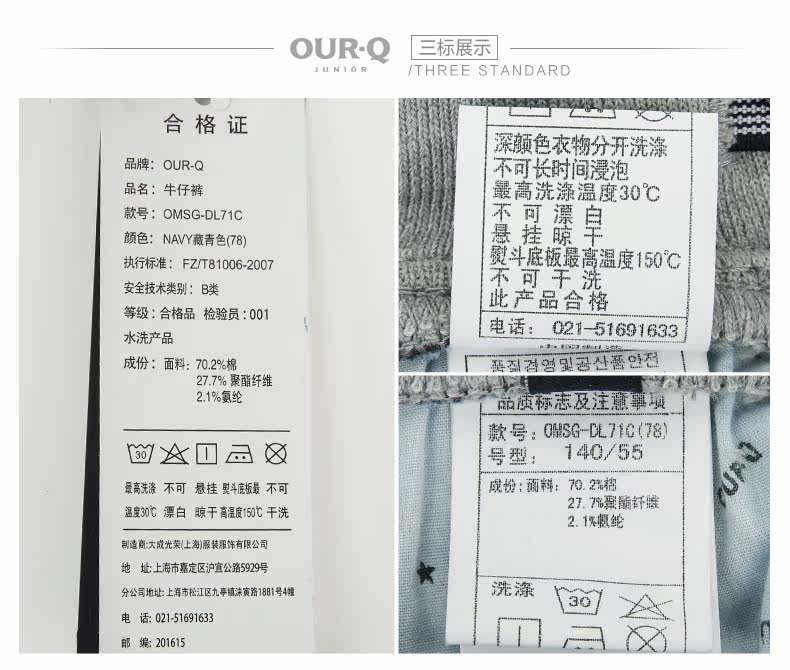 OUR-Q
JUNIOR
三标展示
/THREE STANDARD
合格证
品牌: OUR-Q
品名: 牛仔裤
款号: OMSG-DL71C
颜色: NAVY藏青色(78)
执行标准: FZ/T81006-2007
安全技术类别: B类
等级: 合格品 检验员: 001
水洗产品
成份: 面料: 70.2%棉
27.7% 聚酯纤维
2.1%氨纶
30
最高洗涤 不可 悬挂 熨斗底板最 不可
温度30℃ 漂白 晾干 高温度150℃ 干洗
制造商:大成光荣(上海)服装服饰有限公司
地 址:上海市嘉定区沪宜公路5929号
分公司地址:上海市松江区九亭镇涞寅路1881号4幢
电 话: 021-51691633
邮 编: 201615
深颜色衣物分开洗涤
不可长时间浸泡
最高洗涤温度30℃
不可漂白
悬挂晾干
熨斗底板最高温度150℃
不可干洗
此产品合格
电话: 021-51691633
中国制造
품질경영및공산품안전
品质标志及注意事项
款号: OMSG-DL71C(78)
号型: 140/55
成份: 面料: 70.2%棉
27.7%聚酯纤维
2.1%氨纶
洗涤
30